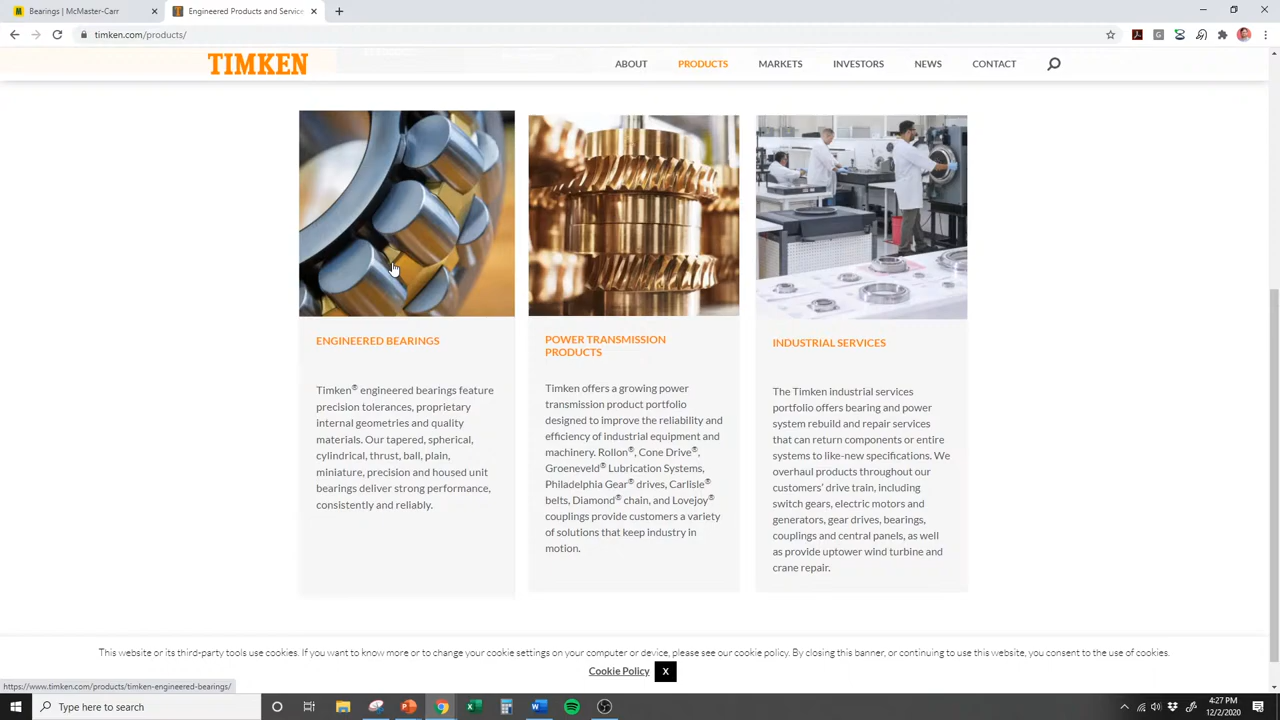 Bearings | McMaster-Carr
Engineered Products and Service
timken.com/products/
TIMKEN
ABOUT
PRODUCTS
MARKETS
INVESTORS
NEWS
CONTACT
ENGINEERED BEARINGS
Timken® engineered bearings feature
precision tolerances, proprietary
internal geometries and quality
materials. Our tapered, spherical,
cylindrical, thrust, ball, plain,
miniature, precision and housed unit
bearings deliver strong performance,
consistently and reliably.
POWER TRANSMISSION
PRODUCTS
Timken offers a growing power
transmission product portfolio
designed to improve the reliability and
efficiency of industrial equipment and
machinery. Rollon®, Cone Drive®,
Groeneveld® Lubrication Systems,
Philadelphia Gear® drives, Carlisle®
belts, Diamond® chain, and Lovejoy®
couplings provide customers a variety
of solutions that keep industry in
motion.
INDUSTRIAL SERVICES
The Timken industrial services
portfolio offers bearing and power
system rebuild and repair services
that can return components or entire
systems to like-new specifications. We
overhaul products throughout our
customers' drive train, including
switch gears, electric motors and
generators, gear drives, bearings,
couplings and central panels, as well
as provide uptower wind turbine and
crane repair.
This website or its third-party tools use cookies. If you want to know more or to change your cookie settings on your computer or device, please see our cookie policy. By closing this banner, or continuing to use this website, you consent to the use of cookies.
Cookie Policy
X
https://www.timken.com/products/timken-engineered-bearings/
Type here to search
4:27 PM
12/2/2020